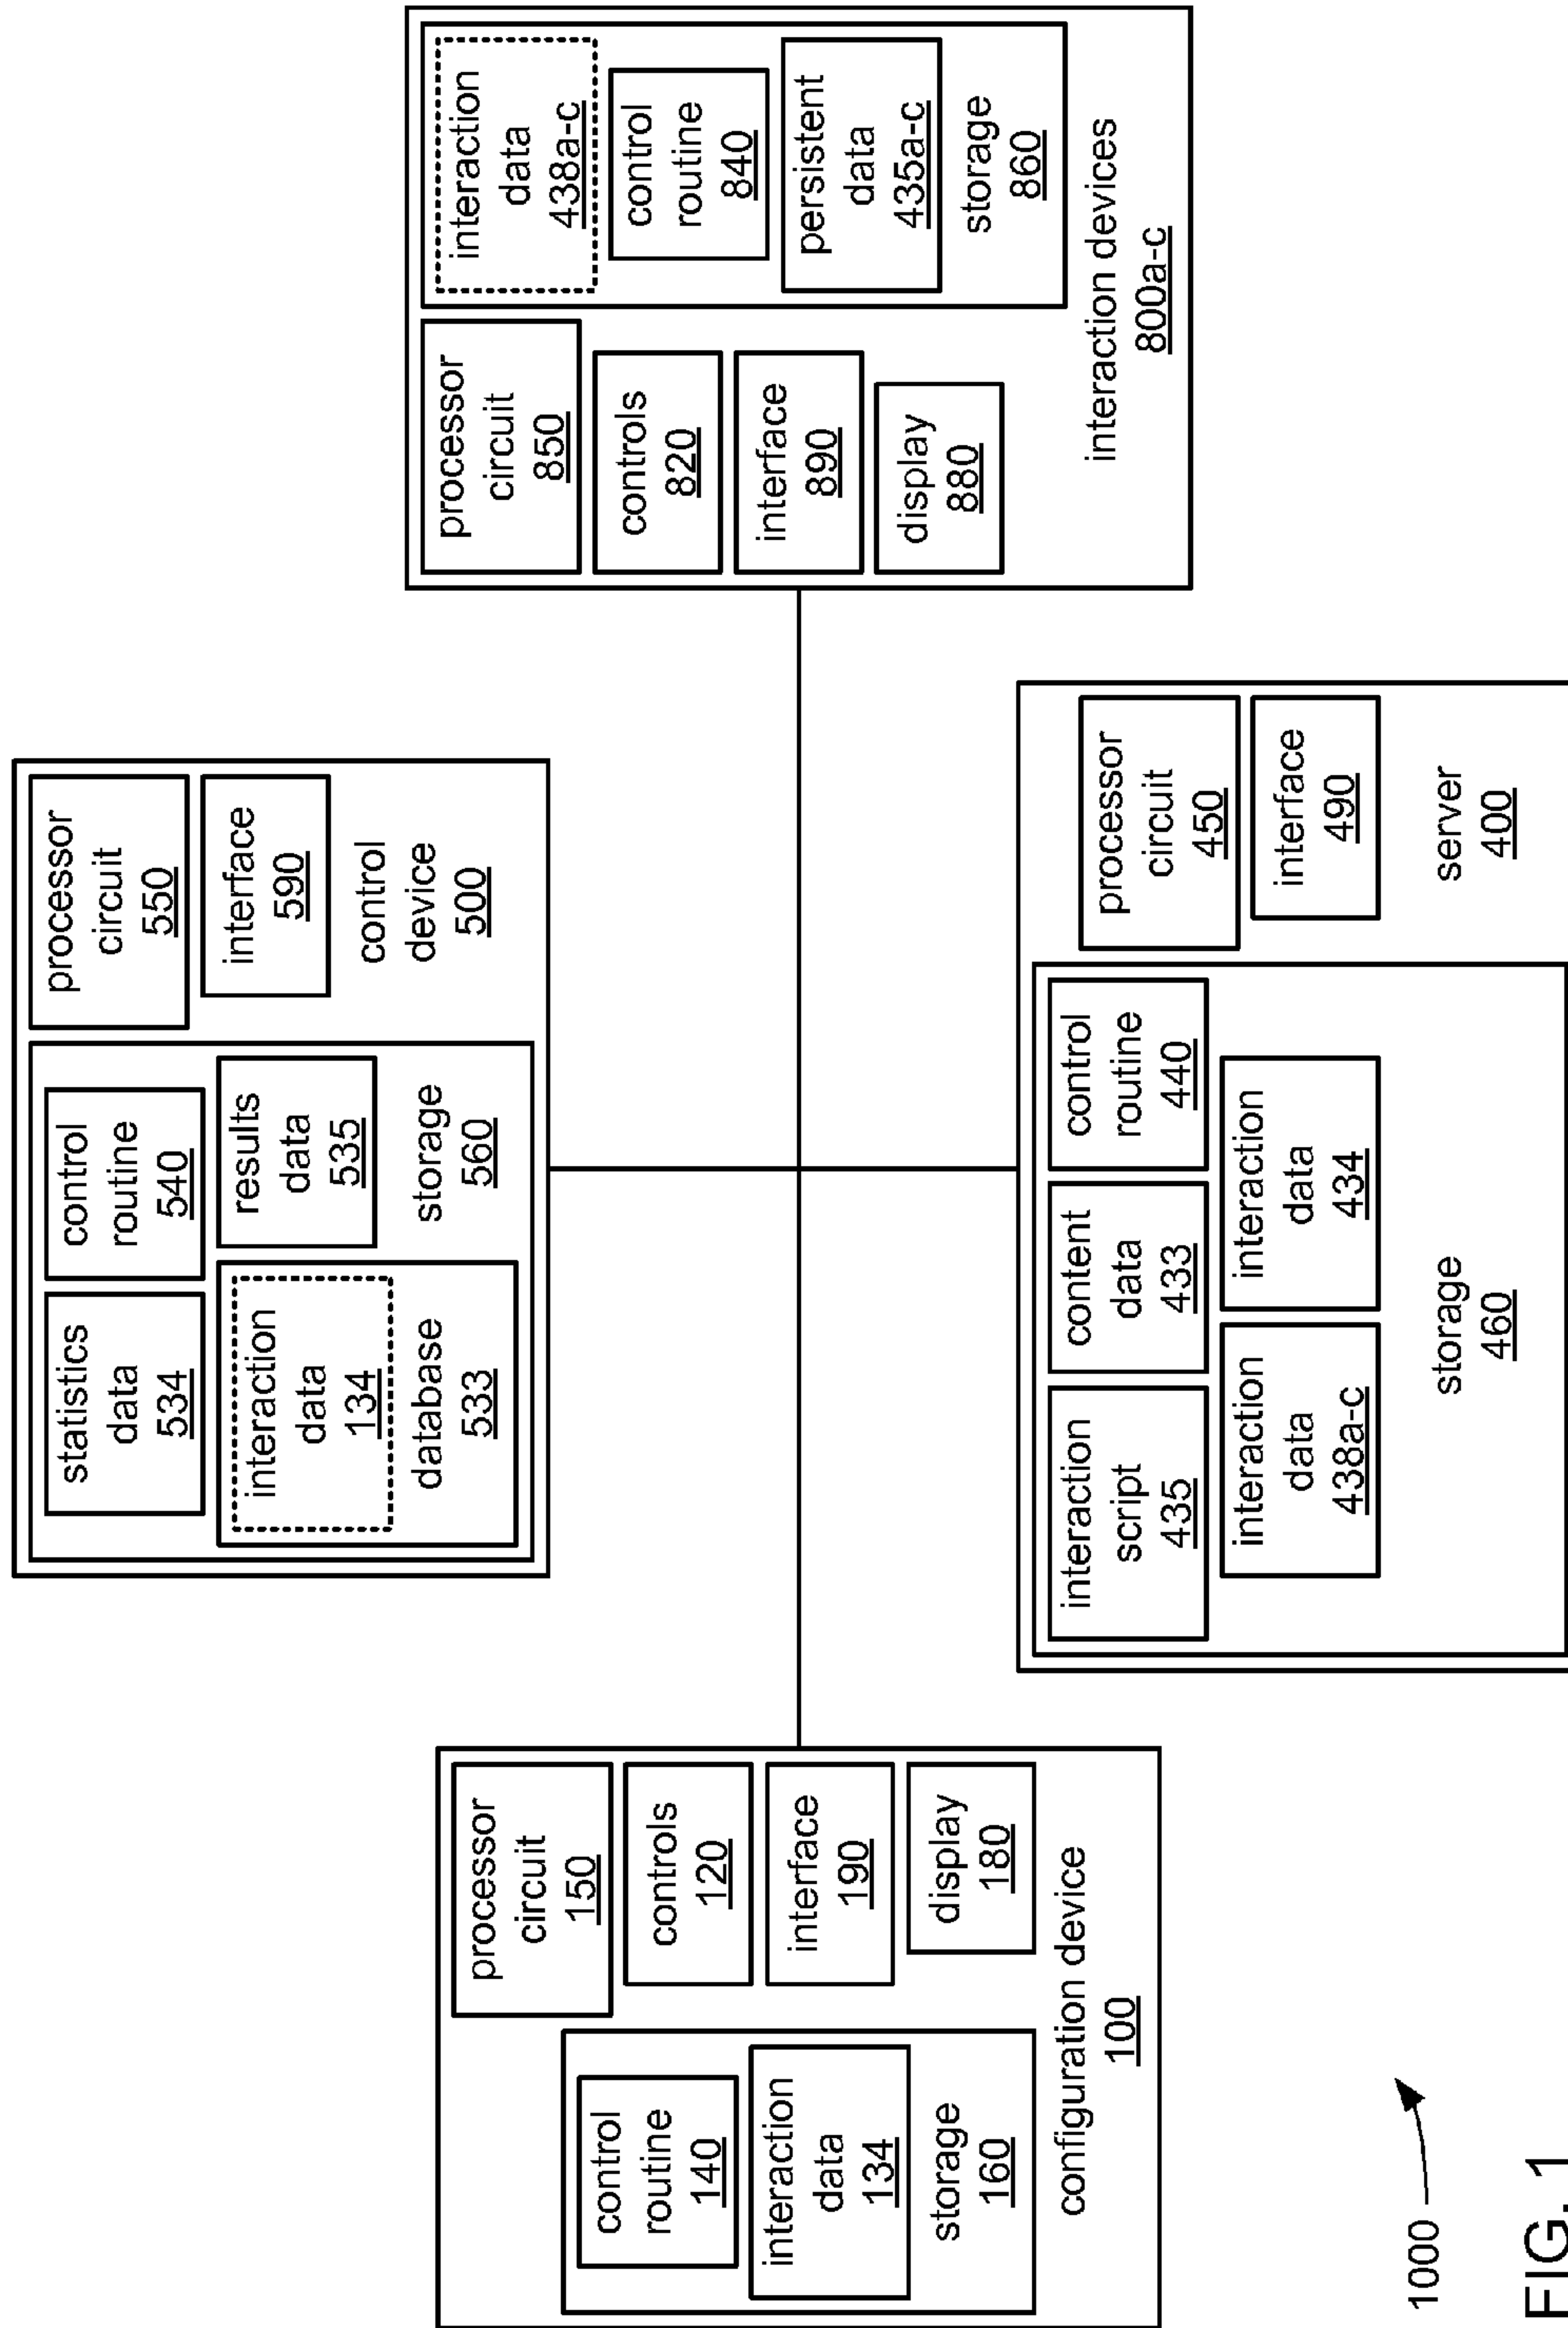 statistics
data
534
control
routine
540
interaction
data
134
database
533
results
data
535
storage
560
processor
circuit
550
interface
590
control
device
500
control
routine
140
interaction
data
134
storage
160
processor
circuit
150
controls
120
interface
190
display
180
configuration device
100
processor
circuit
850
controls
820
interface
890
display
880
interaction
data
438a-c
control
routine
840
persistent
data
435a-c
storage
860
interaction devices
800a-c
interaction
script
435
content
data
433
control
routine
440
interaction
data
438a-c
interaction
data
434
storage
460
processor
circuit
450
interface
490
server
400
1000
FIG. 1